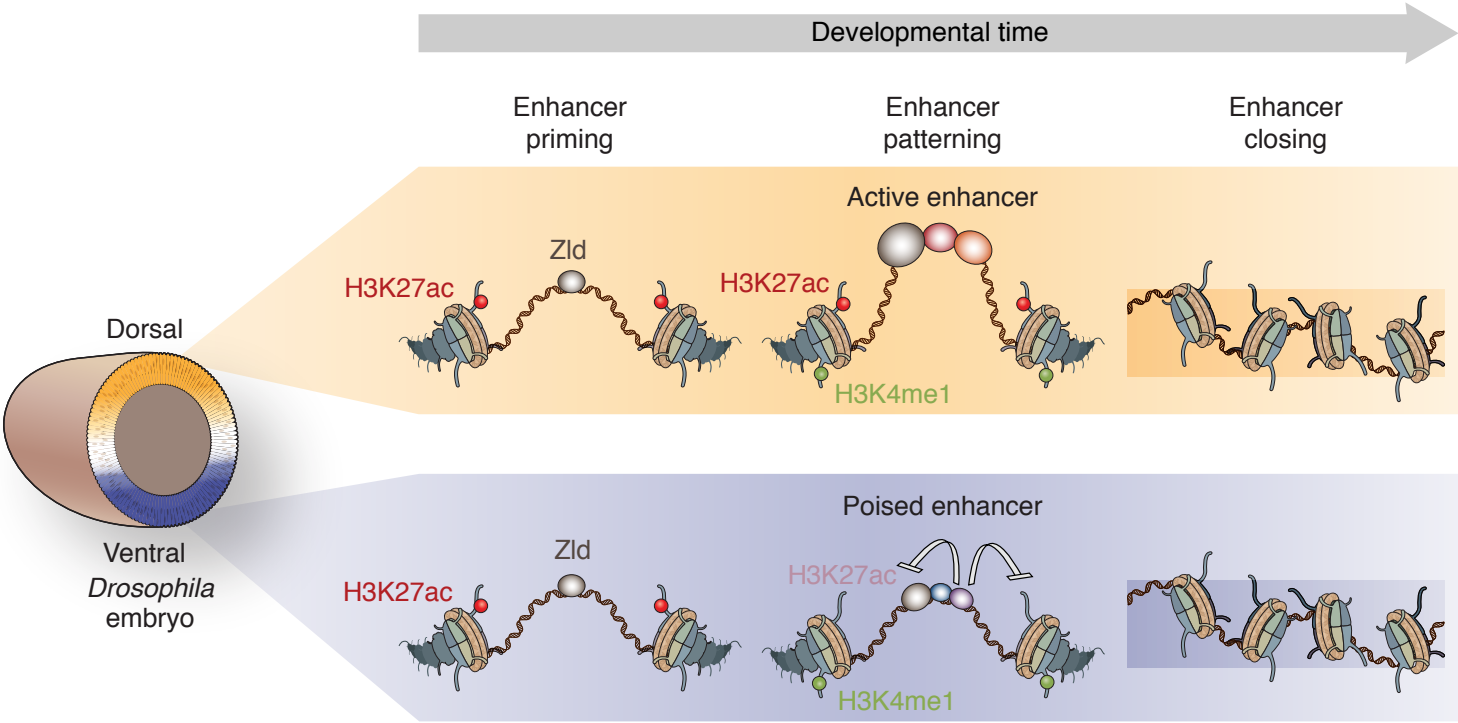 Developmental time
Enhancer
priming
Enhancer
patterning
Enhancer
closing
Active enhancer
Zld
H3K27ac
H3K27ac
H3K4me1
Dorsal
Ventral
Drosophila
embryo
Poised enhancer
Zld
H3K27ac
H3K27ac
H3K4me1